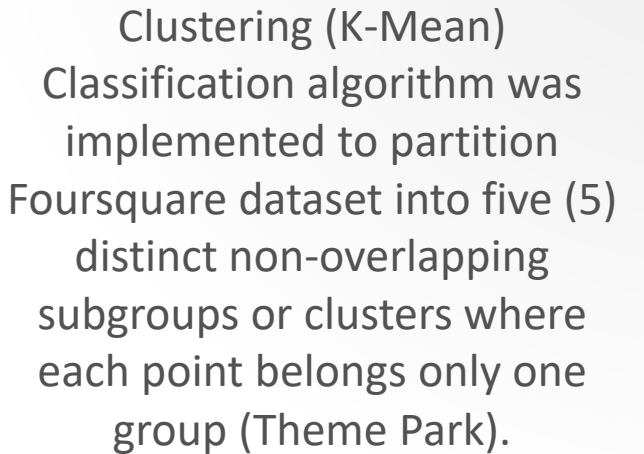 Clustering (K-Mean)
Classification algorithm was
implemented to partition
Foursquare dataset into five (5)
distinct non-overlapping
subgroups or clusters where
each point belongs only one
group (Theme Park).